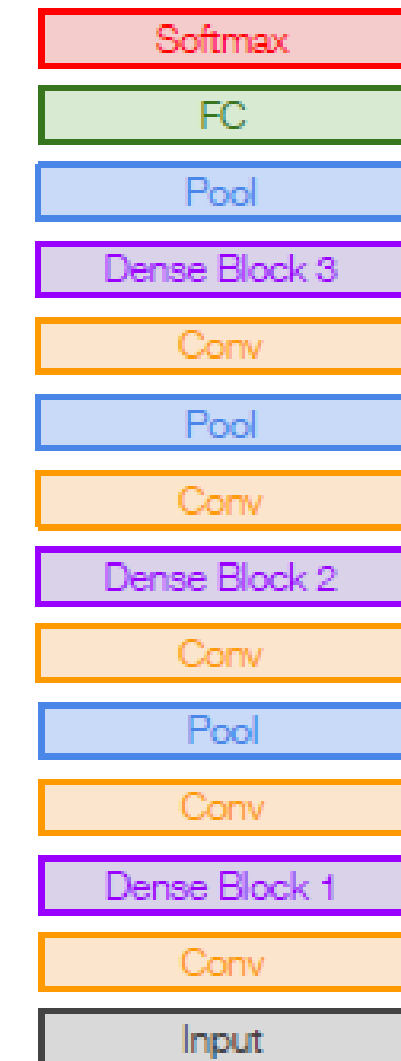 Softmax
FC
Pool
Dense Block 3
Conv
Pool
Conv
Dense Block 2
Conv
Pool
Conv
Dense Block 1
Conv
Input